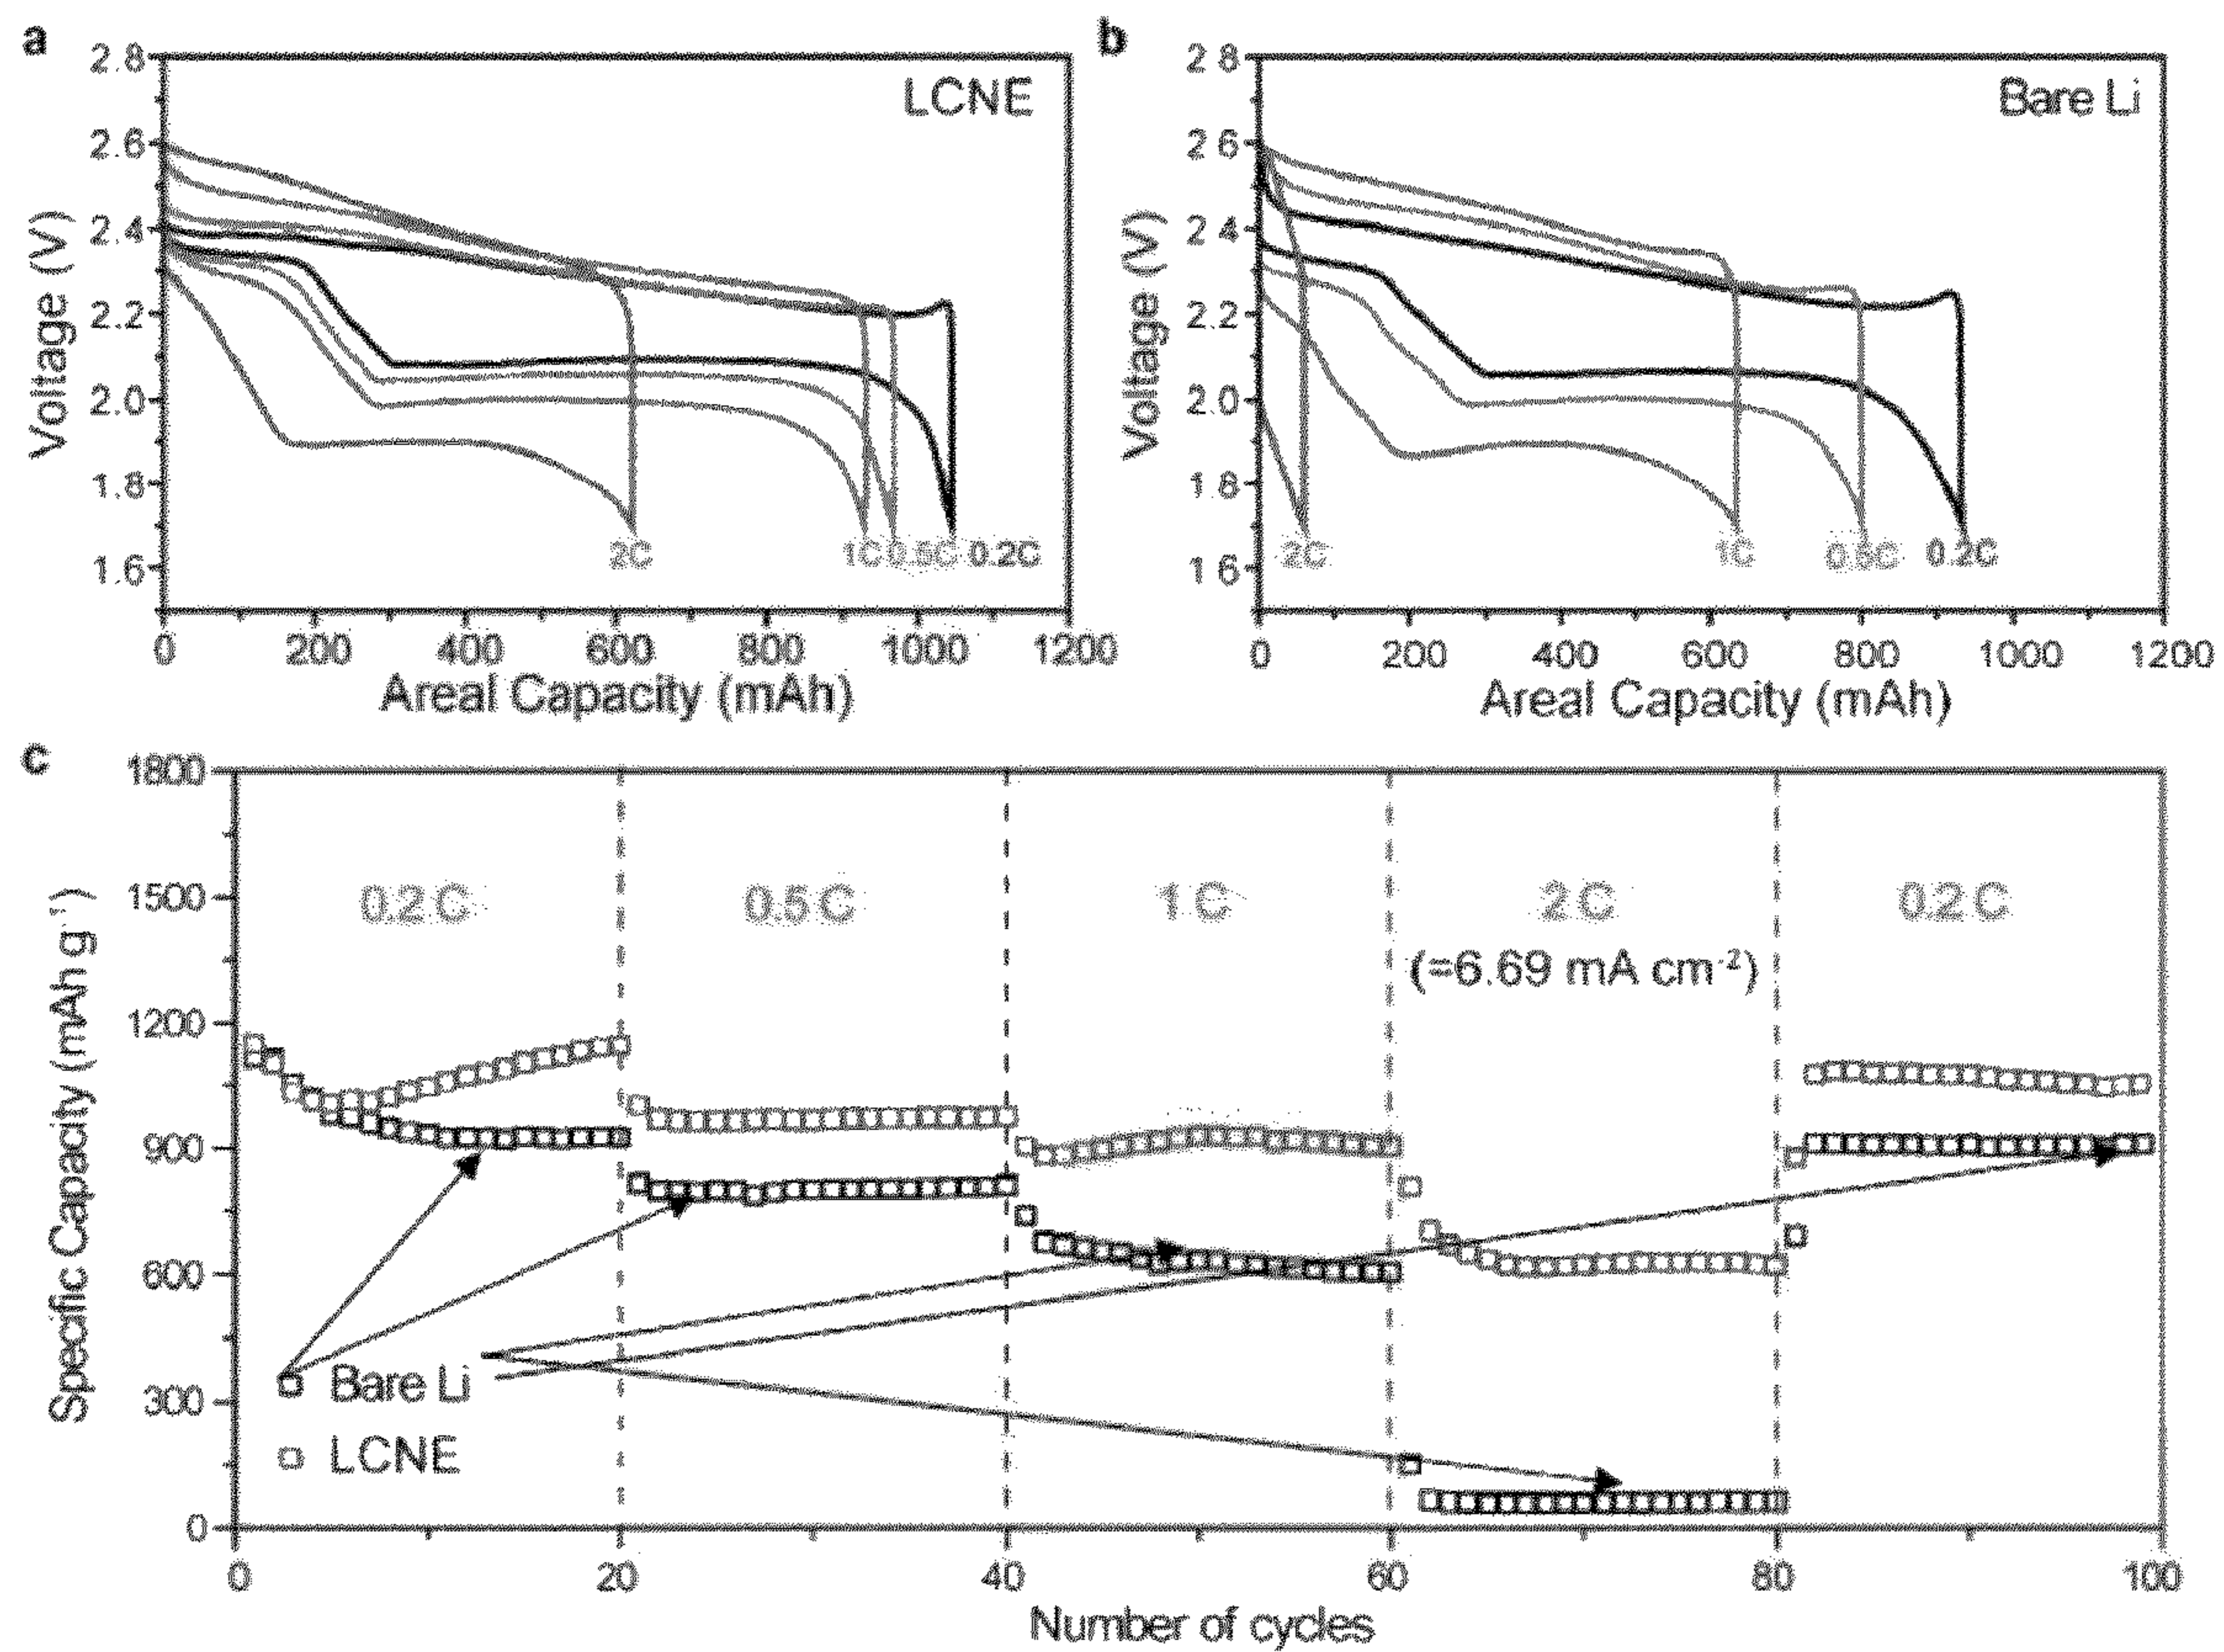 a
2.8
2.6
2.4
2.2
2.0
1.8
1.6
Voltage (V)
LCNE
2C
1C
0.5C
0.2C
0
200
400
600
800
1000
1200
Areal Capacity (mAh)
b
2 8
2 6
2 4
2.2
2.0
1.8
1 6
Voltage (V)
Bare Li
2C
1C
0.5C
0.2C
0
200
400
600
800
1000
1200
Areal Capacity (mAh)
c
1800
1500
1200
900
600
300
0
Specific Capacity (mAh g⁻¹)
0.2 C
0.5 C
1 C
2 C
(=6.69 mA cm⁻²)
0.2 C
Bare Li
LCNE
0
20
40
60
80
100
Number of cycles